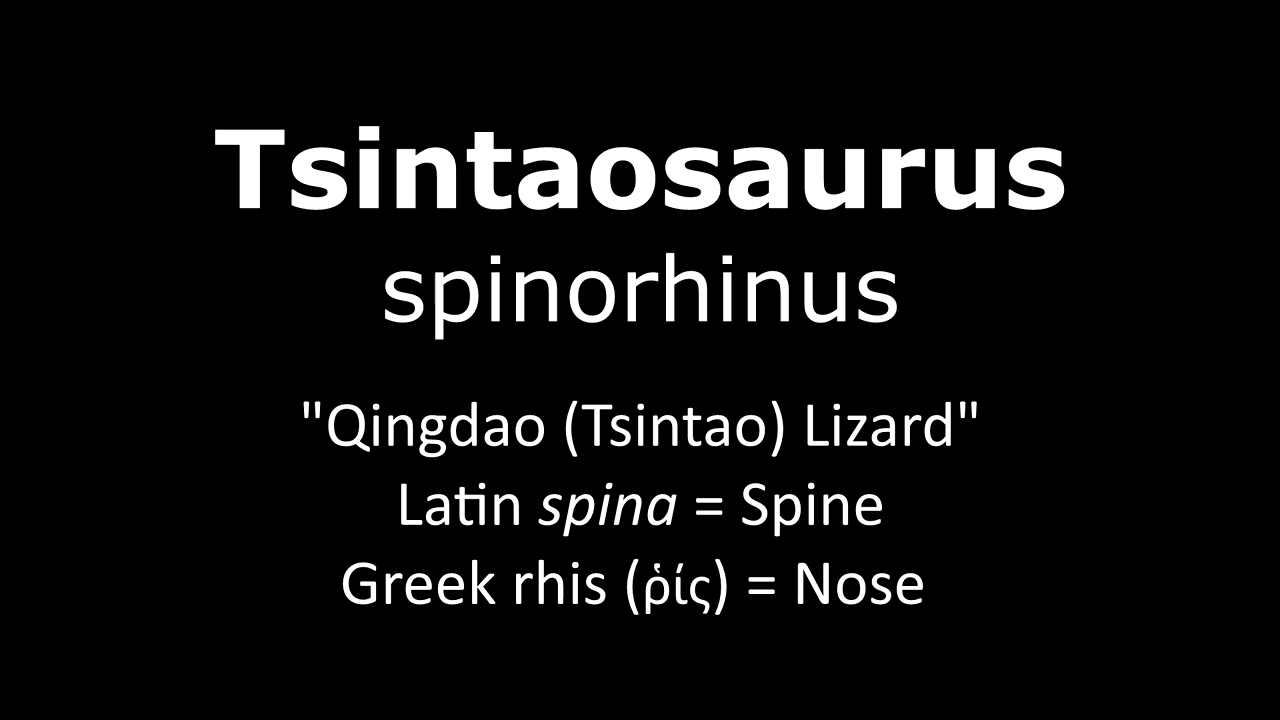 Tsintaosaurus
spinorhinus
"Qingdao (Tsintao) Lizard"
Latin spina = Spine
Greek rhis (ῥίς) = Nose